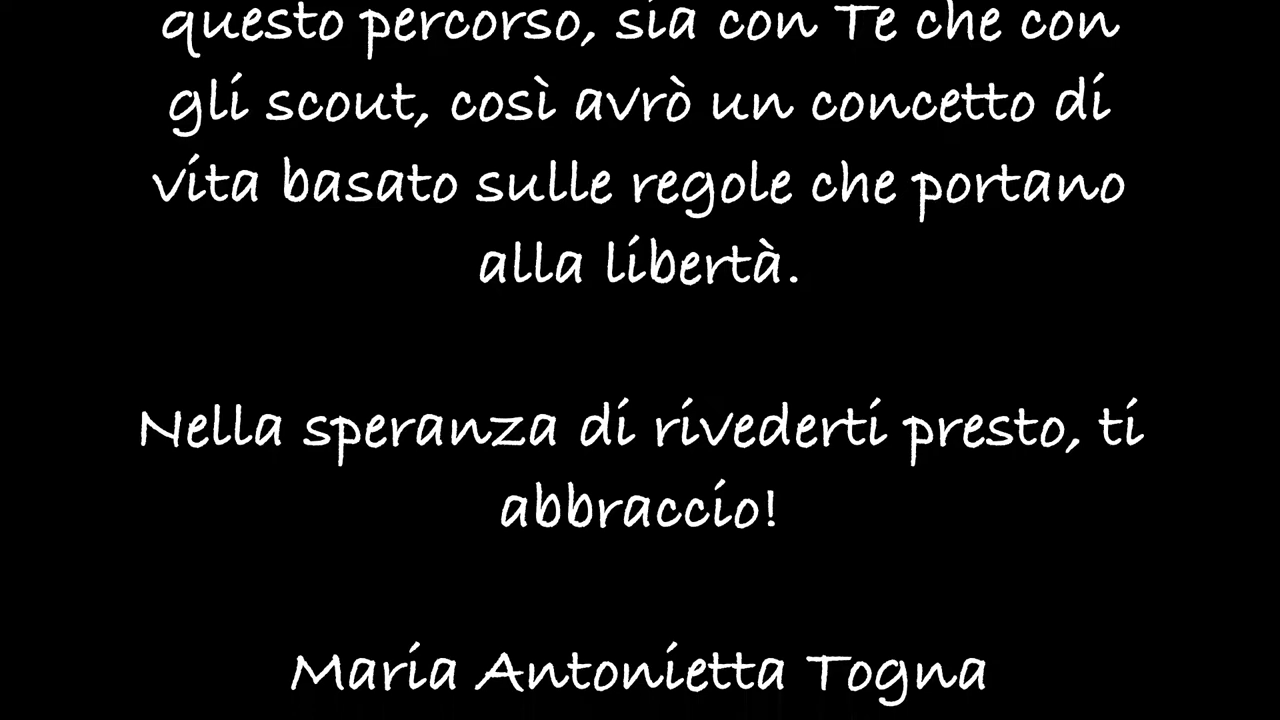 questo percorso, sia con Te che con
gli scout, così avrò un concetto di
vita basato sulle regole che portano
alla libertà.
Nella speranza di rivederti presto, ti
abbraccio!
Maria Antonietta Togna